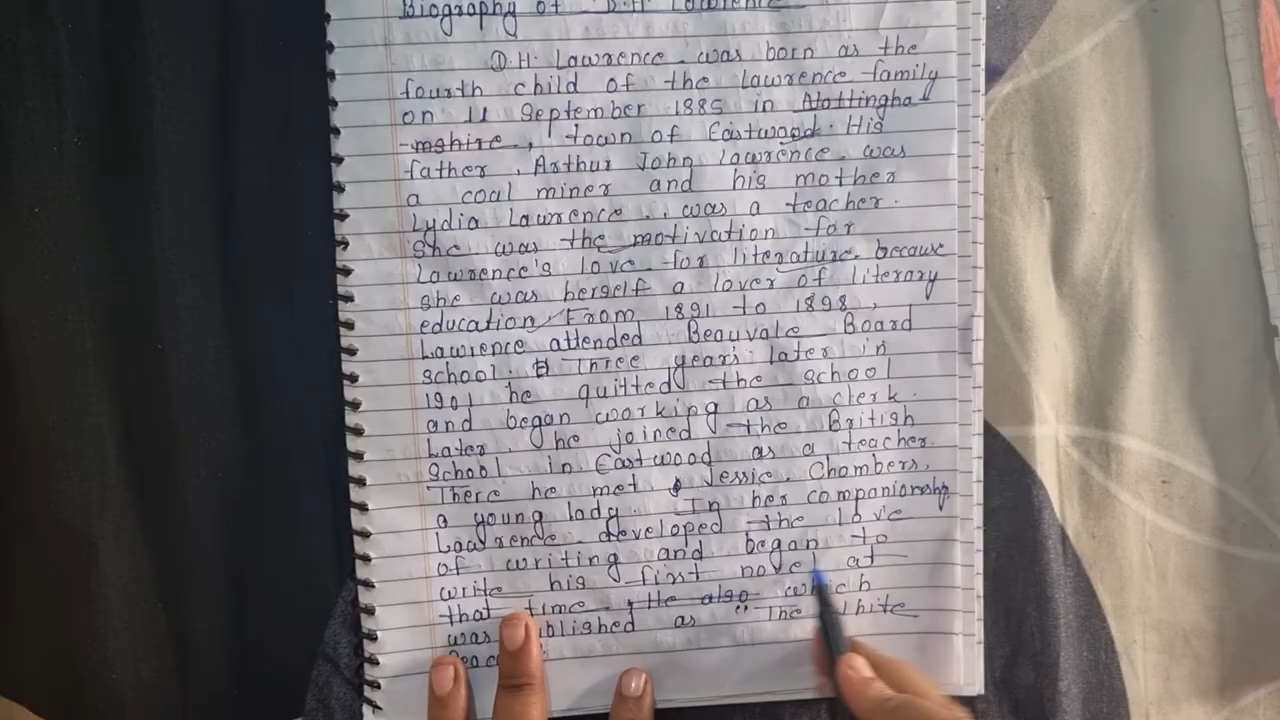 Biography of D.H. Lawrence
D.H. Lawrence was born as the
fourth child of the Lawrence family
on 11 September 1885 in Nottingha
-mshire, town of Eastwood. His
father, Arthur John Lawrence, was
a coal miner and his mother
Lydia Lawrence, was a teacher.
She was the motivation for
Lawrence's love for literature because
she was herself a lover of literary
education. From 1891 to 1898,
Lawrence attended Beauvale Board
school. Three years later in
1901 he quitted the school
and began working as a clerk.
Later, he joined the British
School in Eastwood as a teacher.
There he met Jessie Chambers,
a young lady. In her companionship
Lawrence developed the love
of writing and began to
write his first novel at
that time, He also which
was published as "The White